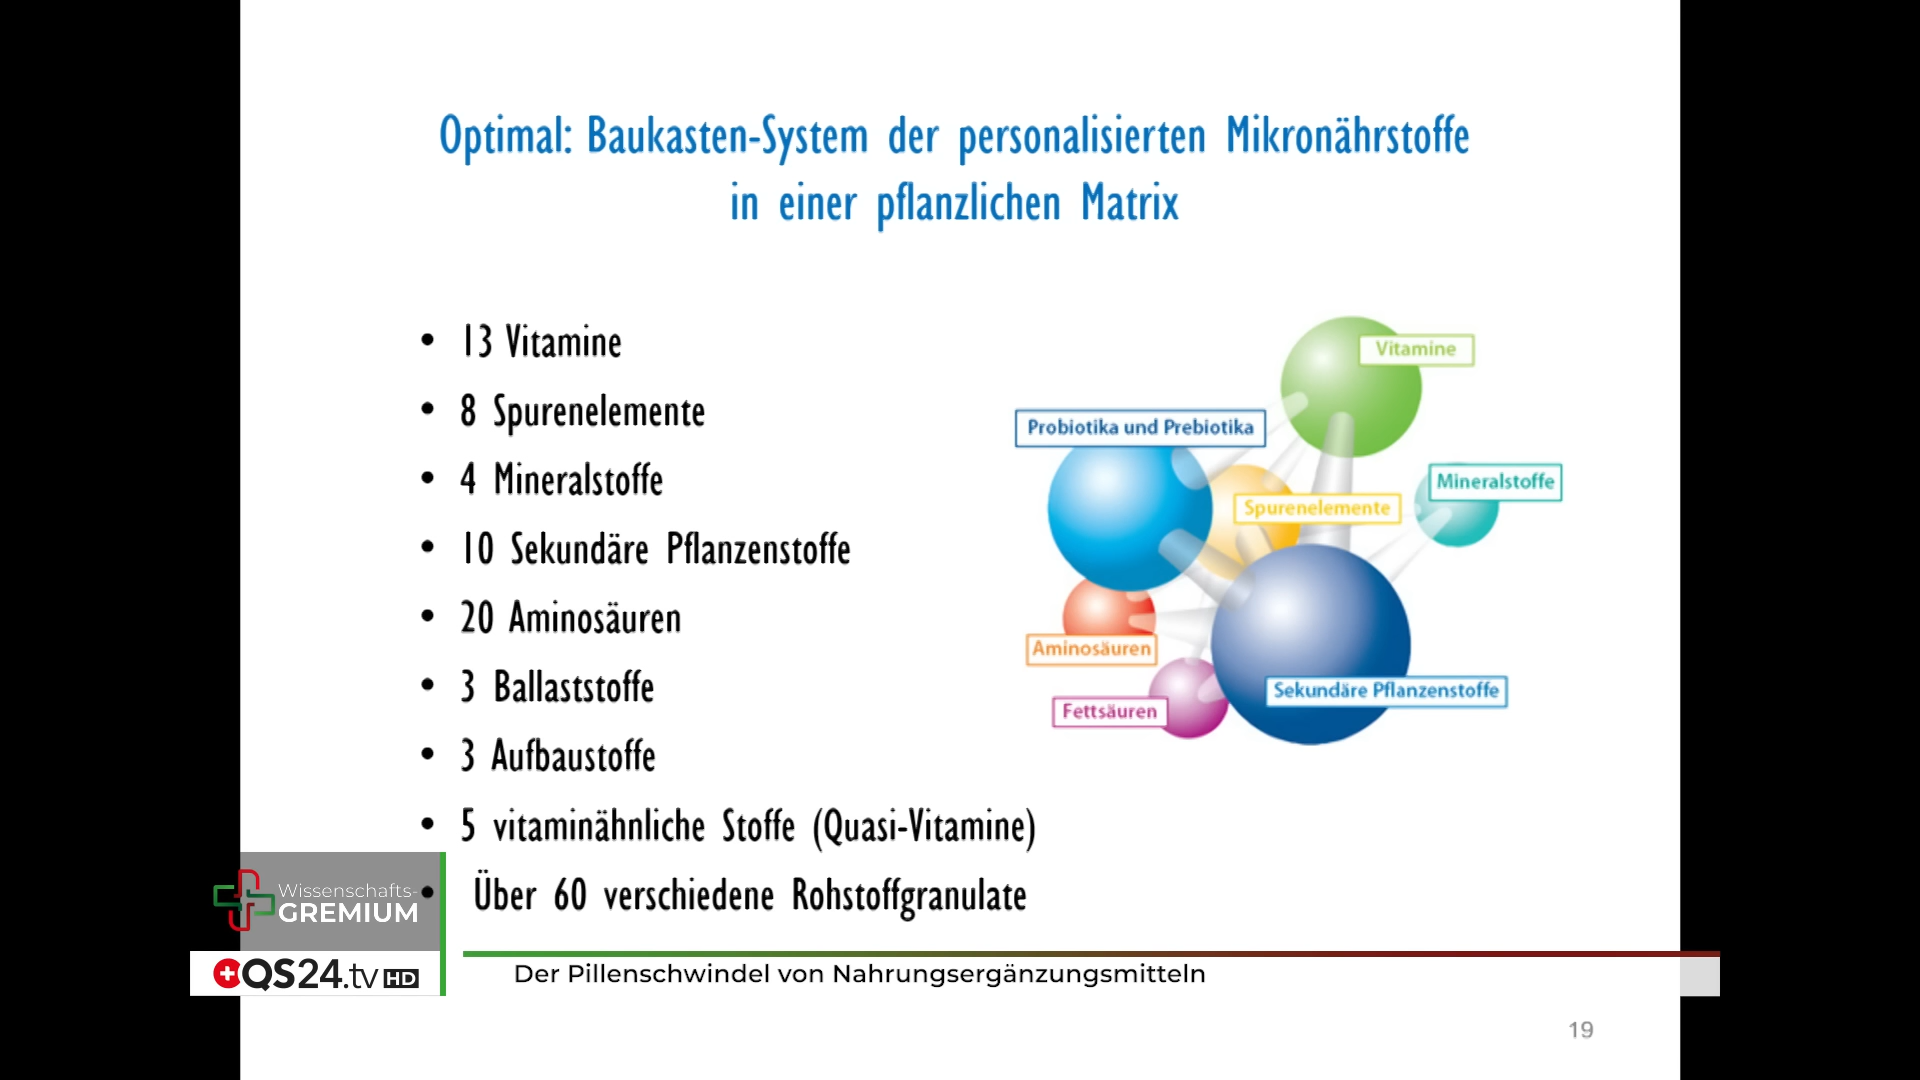 Optimal: Baukasten-System der personalisierten Mikronährstoffe
in einer pflanzlichen Matrix
• 13 Vitamine
• 8 Spurenelemente
• 4 Mineralstoffe
• 10 Sekundäre Pflanzenstoffe
• 20 Aminosäuren
• 3 Ballaststoffe
• 3 Aufbaustoffe
• 5 vitaminähnliche Stoffe (Quasi-Vitamine)
• Über 60 verschiedene Rohstoffgranulate
Vitamine
Probiotika und Prebiotika
Mineralstoffe
Spurenelemente
Aminosäuren
Sekundäre Pflanzenstoffe
Fettsäuren
Wissenschafts-
GREMIUM
QS24.tv HD
Der Pillenschwindel von Nahrungsergänzungsmitteln
19